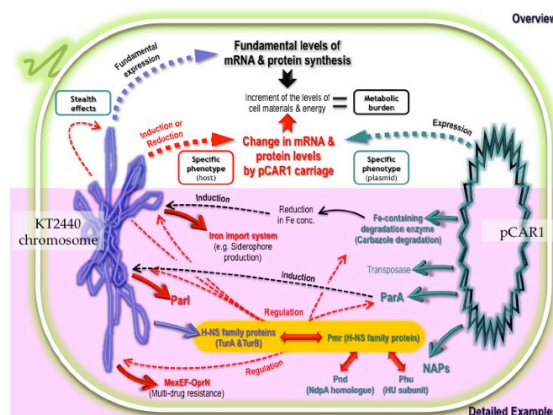 Overview
Fundamental levels of
mRNA & protein synthesis
Fundamental
expression
Stealth
effects
Increment of the levels of
cell materials & energy
Metabolic
burden
Induction or
Reduction
Change in mRNA &
protein levels
by pCAR1 carriage
Expression
Specific
phenotype
(host)
Specific
phenotype
(plasmid)
KT2440
chromosome
pCAR1
Induction
Reduction
in Fe conc.
Fe-containing
degradation enzyme
(Carbazole degradation)
Iron import system
(e.g. Siderophore
production)
Transposase
Induction
ParI
ParA
Regulation
H-NS family proteins
(TurA &TurB)
Pmr (H-NS family protein)
NAPs
Regulation
MexEF-OprN
(Multi-drug resistance)
Pnd
(NdpA homologue)
Phu
(HU subunit)
Detailed Example